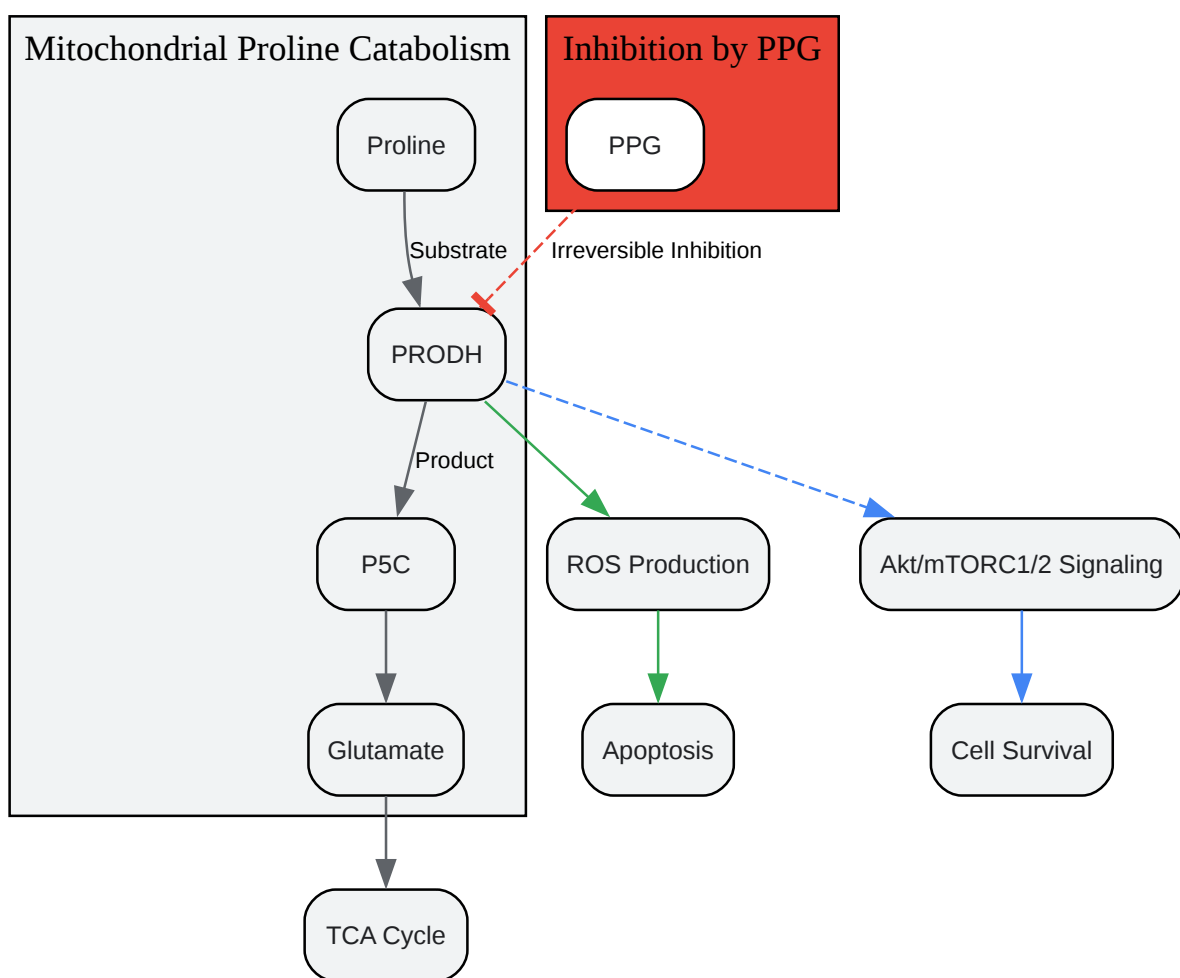 Mitochondrial Proline Catabolism
Inhibition by PPG
Proline
PPG
Substrate
Irreversible Inhibition
PRODH
Product
P5C
ROS Production
Akt/mTORC1/2 Signaling
Glutamate
Apoptosis
Cell Survival
TCA Cycle